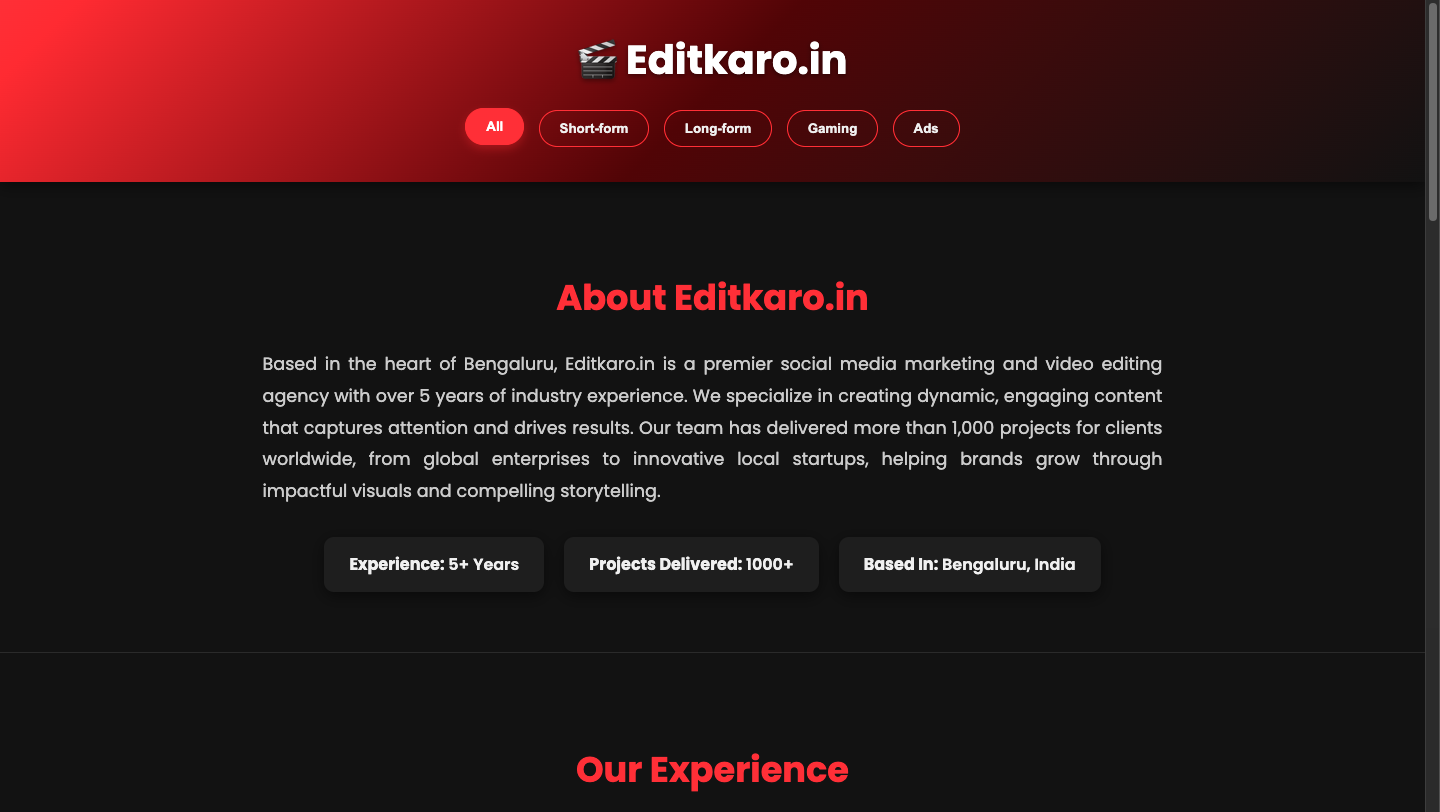 🎬 Editkaro.in
All
Short-form
Long-form
Gaming
Ads
About Editkaro.in
Based in the heart of Bengaluru, Editkaro.in is a premier social media marketing and video editing
agency with over 5 years of industry experience. We specialize in creating dynamic, engaging content
that captures attention and drives results. Our team has delivered more than 1,000 projects for clients
worldwide, from global enterprises to innovative local startups, helping brands grow through
impactful visuals and compelling storytelling.
Experience: 5+ Years
Projects Delivered: 1000+
Based In: Bengaluru, India
Our Experience